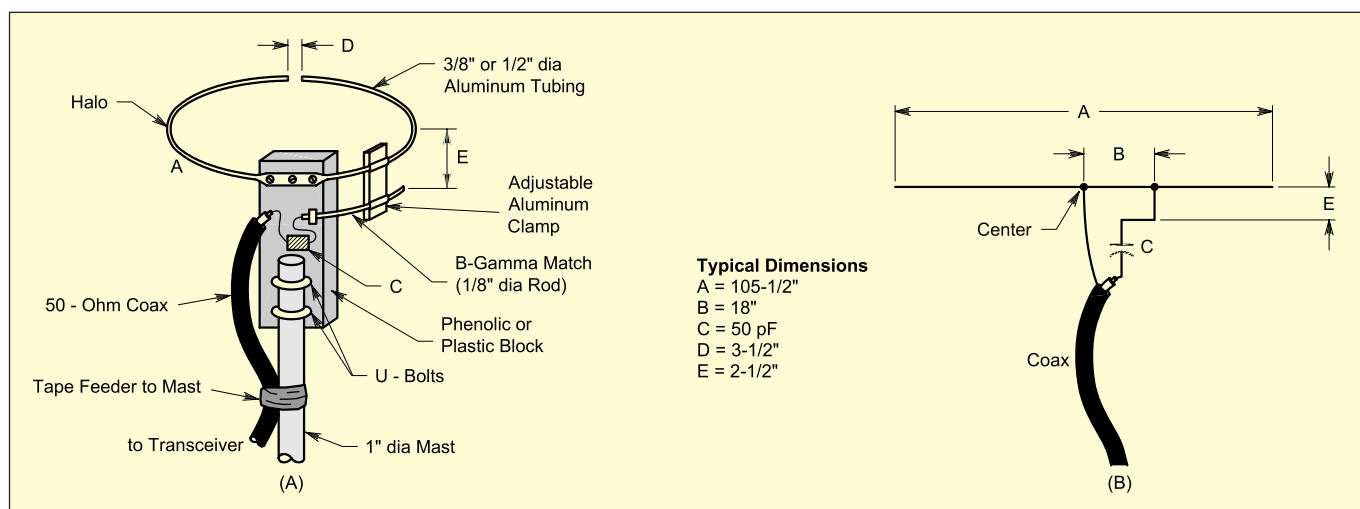 D
3/8" or 1/2" dia
Aluminum Tubing
Halo
A
E
Adjustable
Aluminum
Clamp
B-Gamma Match
(1/8" dia Rod)
C
50 - Ohm Coax
Phenolic or
Plastic Block
U - Bolts
Tape Feeder to Mast
to Transceiver
1" dia Mast
(A)
Typical Dimensions
A = 105-1/2"
B = 18"
C = 50 pF
D = 3-1/2"
E = 2-1/2"
A
B
E
Center
C
Coax
(B)